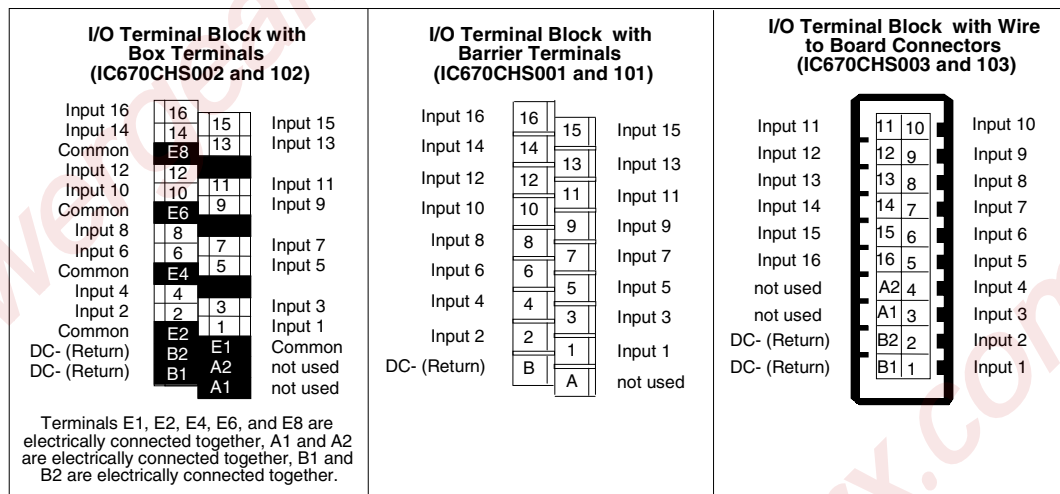 I/O Terminal Block with
Box Terminals
(IC670CHS002 and 102)
Input 16 16
15 Input 15
Input 14 14
13 Input 13
Common E8
Input 12 12
11 Input 11
Input 10 10
9 Input 9
Common E6
Input 8 8
7 Input 7
Input 6 6
5 Input 5
Common E4
Input 4 4
3 Input 3
Input 2 2
1 Input 1
Common E2
E1 Common
DC- (Return) B2
A2 not used
DC- (Return) B1
A1 not used
Terminals E1, E2, E4, E6, and E8 are
electrically connected together, A1 and A2
are electrically connected together, B1 and
B2 are electrically connected together.
I/O Terminal Block with
Barrier Terminals
(IC670CHS001 and 101)
Input 16 16
15 Input 15
Input 14 14
13 Input 13
Input 12 12
11 Input 11
Input 10 10
9 Input 9
Input 8 8
7 Input 7
Input 6 6
5 Input 5
Input 4 4
3 Input 3
Input 2 2
1 Input 1
DC- (Return) B
A not used
I/O Terminal Block with Wire
to Board Connectors
(IC670CHS003 and 103)
Input 11 11 10 Input 10
Input 12 12 9 Input 9
Input 13 13 8 Input 8
Input 14 14 7 Input 7
Input 15 15 6 Input 6
Input 16 16 5 Input 5
not used A2 4 Input 4
not used A1 3 Input 3
DC- (Return) B2 2 Input 2
DC- (Return) B1 1 Input 1